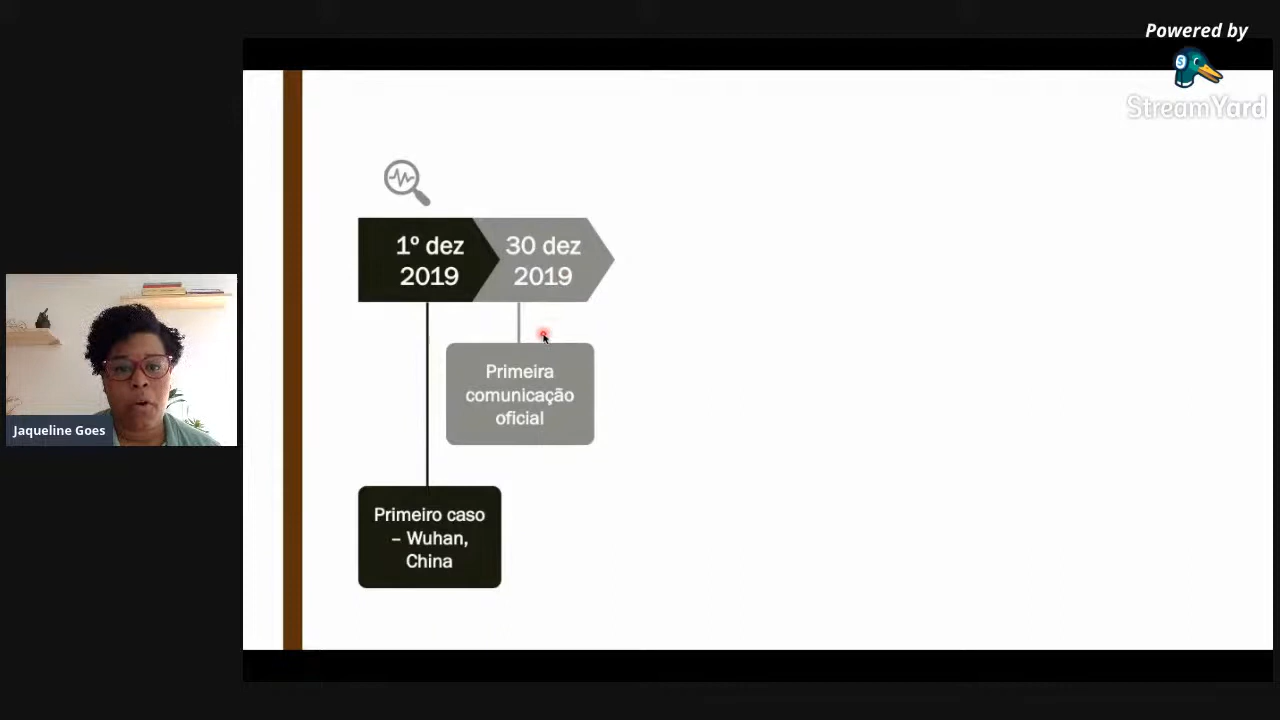 Powered by
StreamYard
1º dez
2019
30 dez
2019
Primeira
comunicação
oficial
Jaqueline Goes
Primeiro caso
– Wuhan,
China